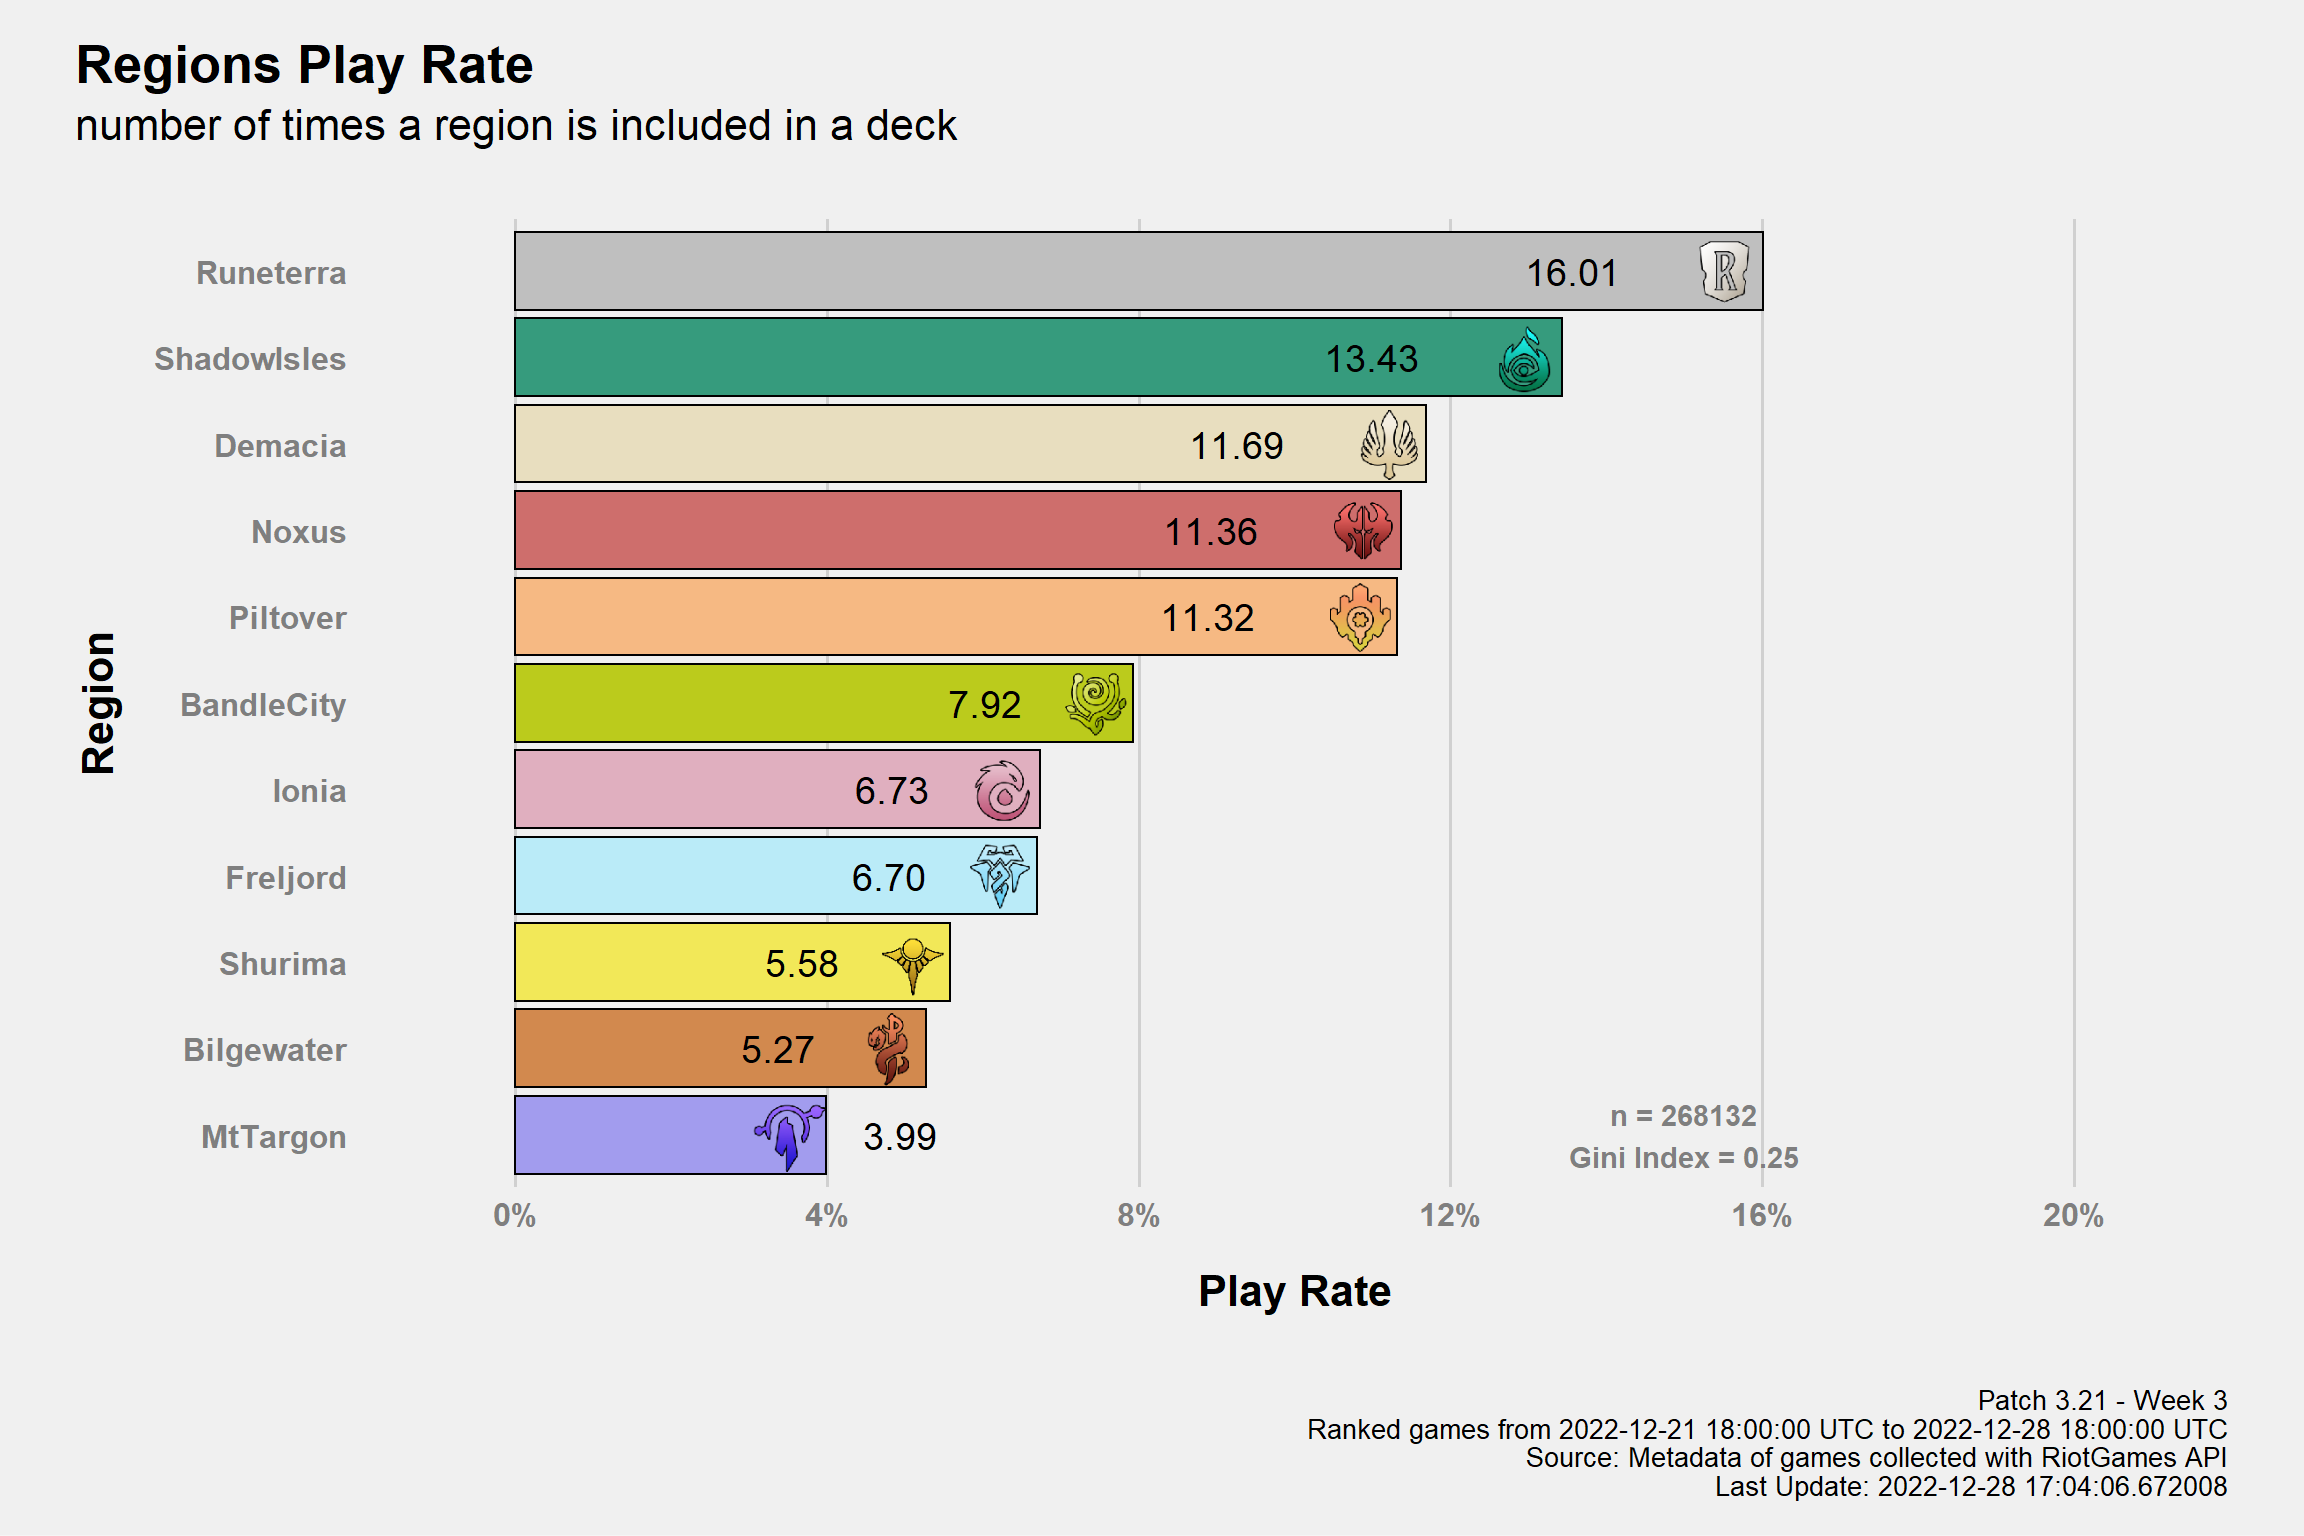 Regions Play Rate
number of times a region is included in a deck
Region
Runeterra 16.01 R
ShadowIsles 13.43
Demacia 11.69
Noxus 11.36
Piltover 11.32
BandleCity 7.92
Ionia 6.73
Freljord 6.70
Shurima 5.58
Bilgewater 5.27
MtTargon 3.99
n = 268132
Gini Index = 0.25
0% 4% 8% 12% 16% 20%
Play Rate
Patch 3.21 - Week 3
Ranked games from 2022-12-21 18:00:00 UTC to 2022-12-28 18:00:00 UTC
Source: Metadata of games collected with RiotGames API
Last Update: 2022-12-28 17:04:06.672008